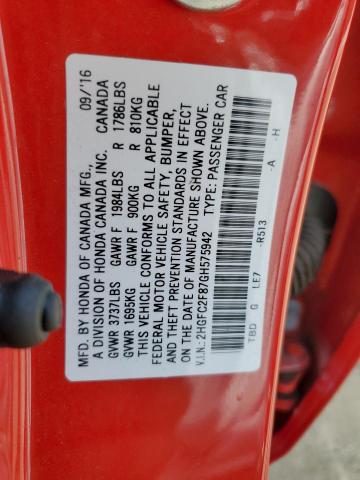 MFD. BY HONDA OF CANADA MFG., 09/'16
A DIVISION OF HONDA CANADA INC. CANADA
GVWR 3737LBS GAWR F 1984LBS R 1786LBS
GVWR 1695KG GAWR F 900KG R 810KG
THIS VEHICLE CONFORMS TO ALL APPLICABLE
FEDERAL MOTOR VEHICLE SAFETY, BUMPER,
AND THEFT PREVENTION STANDARDS IN EFFECT
ON THE DATE OF MANUFACTURE SHOWN ABOVE.
V.I.N.: 2HGFC2F87GH575942 TYPE: PASSENGER CAR
TBD G LE7 -R513 -A -H